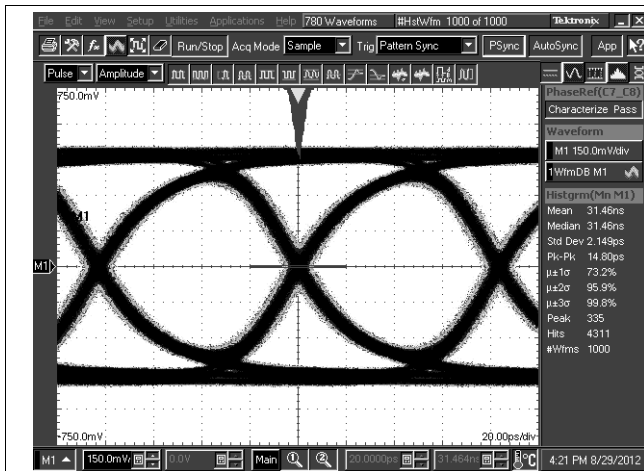 File Edit View Setup Utilities Applications Help 780 Waveforms #HstWfm 1000 of 1000 Tektronix
Run/Stop Acq Mode Sample Trig Pattern Sync PSync AutoSync App
Pulse Amplitude
750.0mV
PhaseRef(C7_C8)
Characterize Pass
Waveform
M1 150.0mV/div
1WfmDB M1
Histgrm(Mn M1)
Mean 31.46ns
Median 31.46ns
Std Dev 2.149ps
Pk-Pk 14.80ps
μ±1σ 73.2%
μ±2σ 95.9%
μ±3σ 99.8%
Peak 335
Hits 4311
#Wfms 1000
M1
M1
-750.0mV 20.00ps/div
M1 150.0mV/ 0.0V Main 1 2 20.0000ps 31.464n °C 4:21 PM 8/29/2012